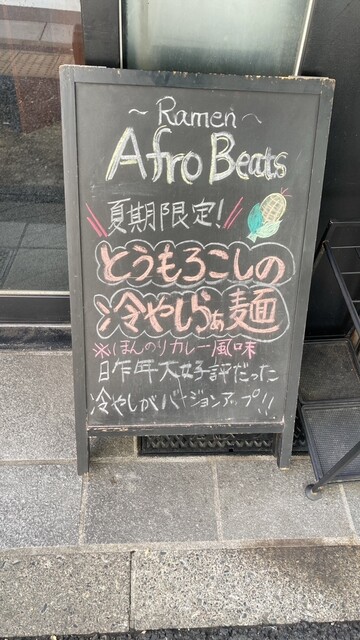 ~Ramen~
Afro Beats
夏期限定!
とうもろこしの
冷やしらぁ麺
※ほんのりカレー風味
昨年大好評だった
冷やしがバージョンアップ!!